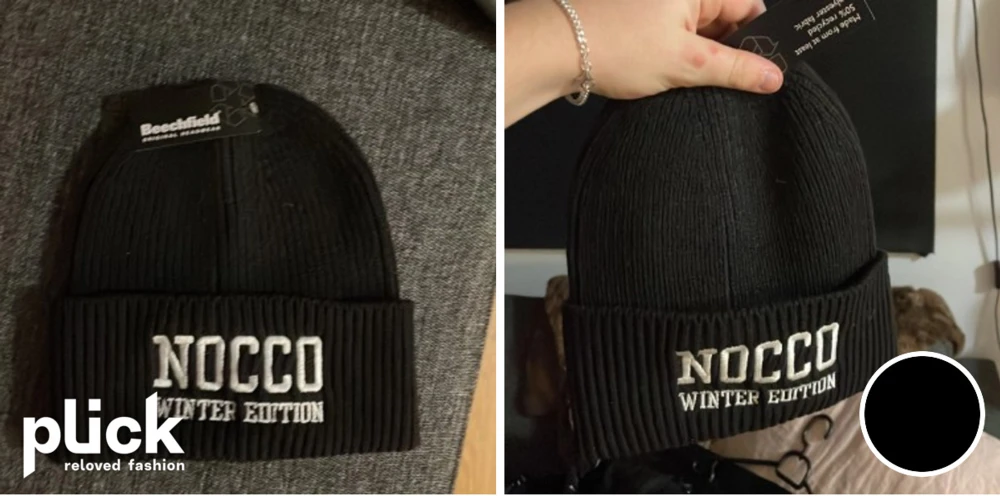 Beechfield
ORIGINAL HEADWEAR
NOCCO
WINTER EDITION
plick
reloved fashion
Made from at least
50% recycled
polyester fabric
NOCCO
WINTER EDITION